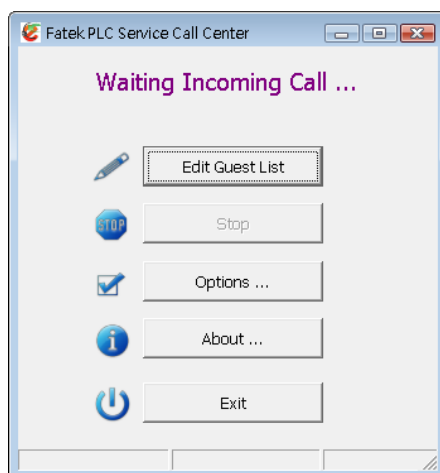 Fatek PLC Service Call Center
Waiting Incoming Call ...
Edit Guest List
STOP
Stop
Options ...
About ...
Exit